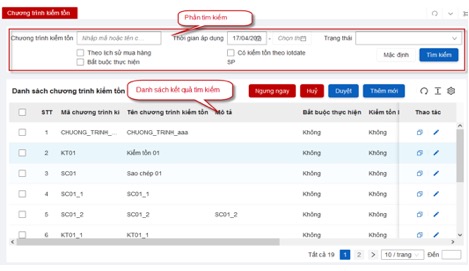 Chương trình kiểm tồn
Phần tìm kiếm
Chương trình kiểm tồn Nhập mã hoặc tên c... Thời gian áp dụng 17/04/202 - Chọn th Trạng thái
Theo lịch sử mua hàng Có kiểm tồn theo lotdate Mặc định Tìm kiếm
Bắt buộc thực hiện SP
Danh sách kết quả tìm kiếm
Danh sách chương trình kiểm tồn Ngưng ngay Huỷ Duyệt Thêm mới
STT Mã chương trình ki Tên chương trình kiểm tồn Mô tả Bắt buộc thực hiện Kiểm tồn l Thao tác
1 CHUONG_TRINH_... CHUONG_TRINH_aaa Không Không
2 KT01 Kiểm tồn 01 Không Không
3 SC01 Sao chép 01 Không Không
4 SC01_1 SC01_1 Không Không
5 SC01_2 SC01_2 SC01_2 Không Không
6 KT01_1 KT01_1 Không Không
Tất cả 19 1 2 10 / trang Đến